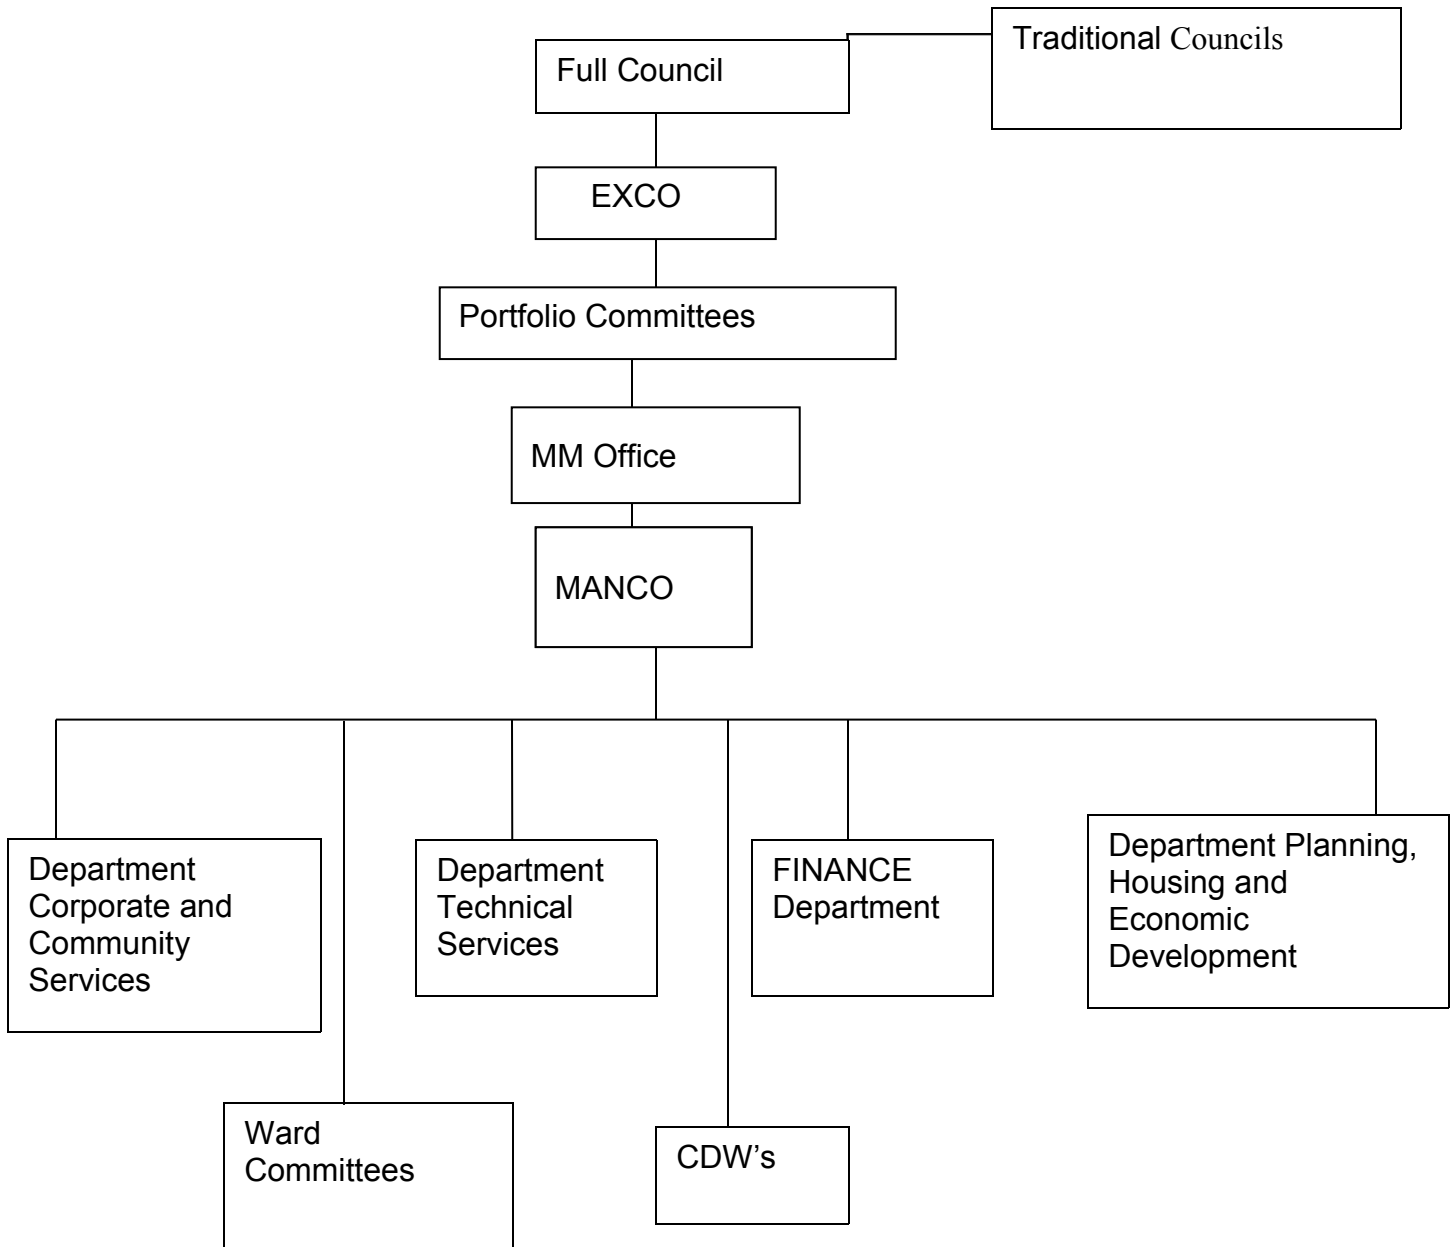 Traditional Councils
Full Council
EXCO
Portfolio Committees
MM Office
MANCO
Department
Corporate and
Community
Services
Department
Technical
Services
FINANCE
Department
Department Planning,
Housing and
Economic
Development
Ward
Committees
CDW’s